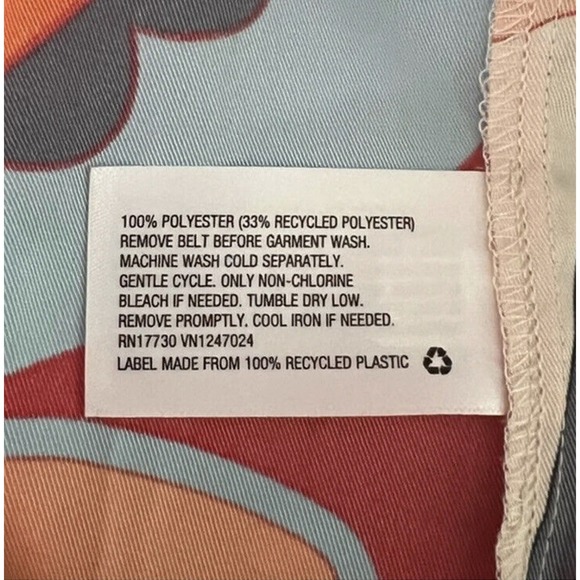 100% POLYESTER (33% RECYCLED POLYESTER)
REMOVE BELT BEFORE GARMENT WASH.
MACHINE WASH COLD SEPARATELY.
GENTLE CYCLE. ONLY NON-CHLORINE
BLEACH IF NEEDED. TUMBLE DRY LOW.
REMOVE PROMPTLY. COOL IRON IF NEEDED.
RN17730 VN1247024
LABEL MADE FROM 100% RECYCLED PLASTIC